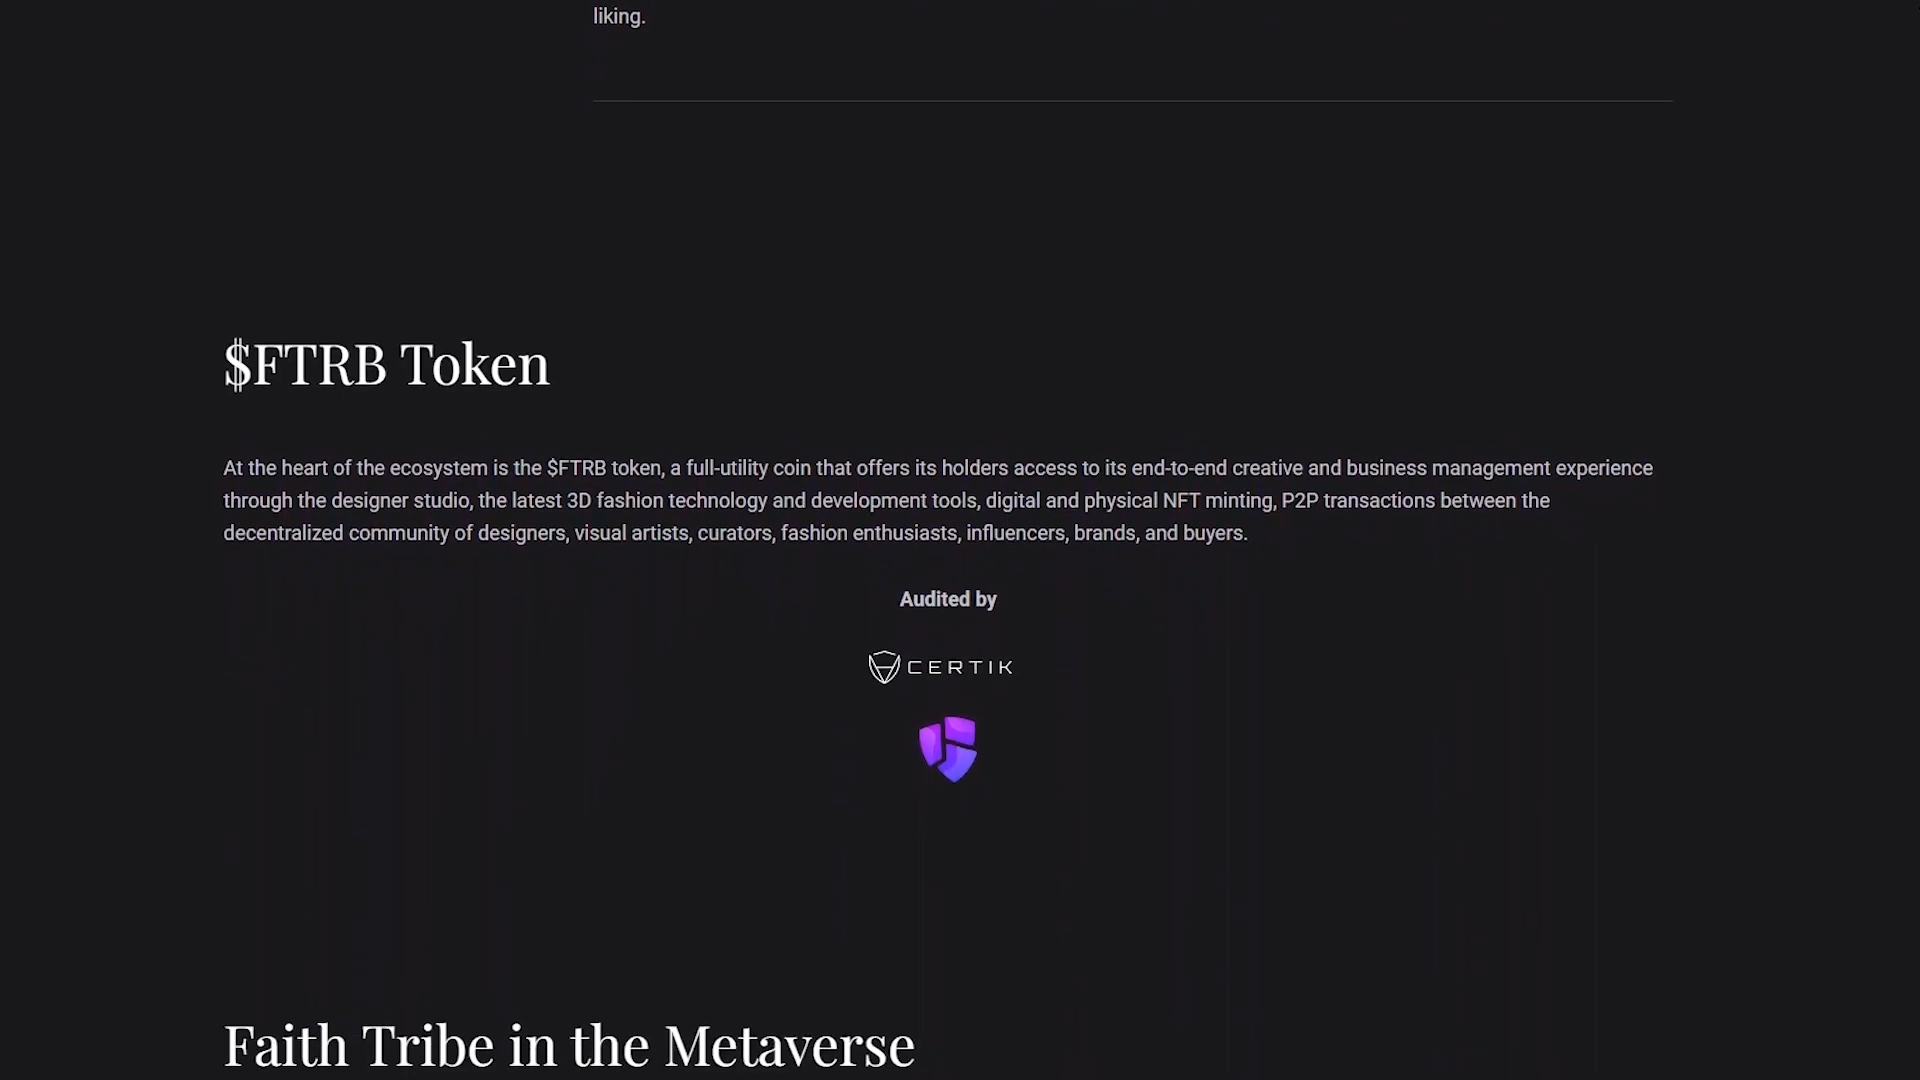 liking.
$FTRB Token
At the heart of the ecosystem is the $FTRB token, a full-utility coin that offers its holders access to its end-to-end creative and business management experience
through the designer studio, the latest 3D fashion technology and development tools, digital and physical NFT minting, P2P transactions between the
decentralized community of designers, visual artists, curators, fashion enthusiasts, influencers, brands, and buyers.
Audited by
CERTIK
Faith Tribe in the Metaverse